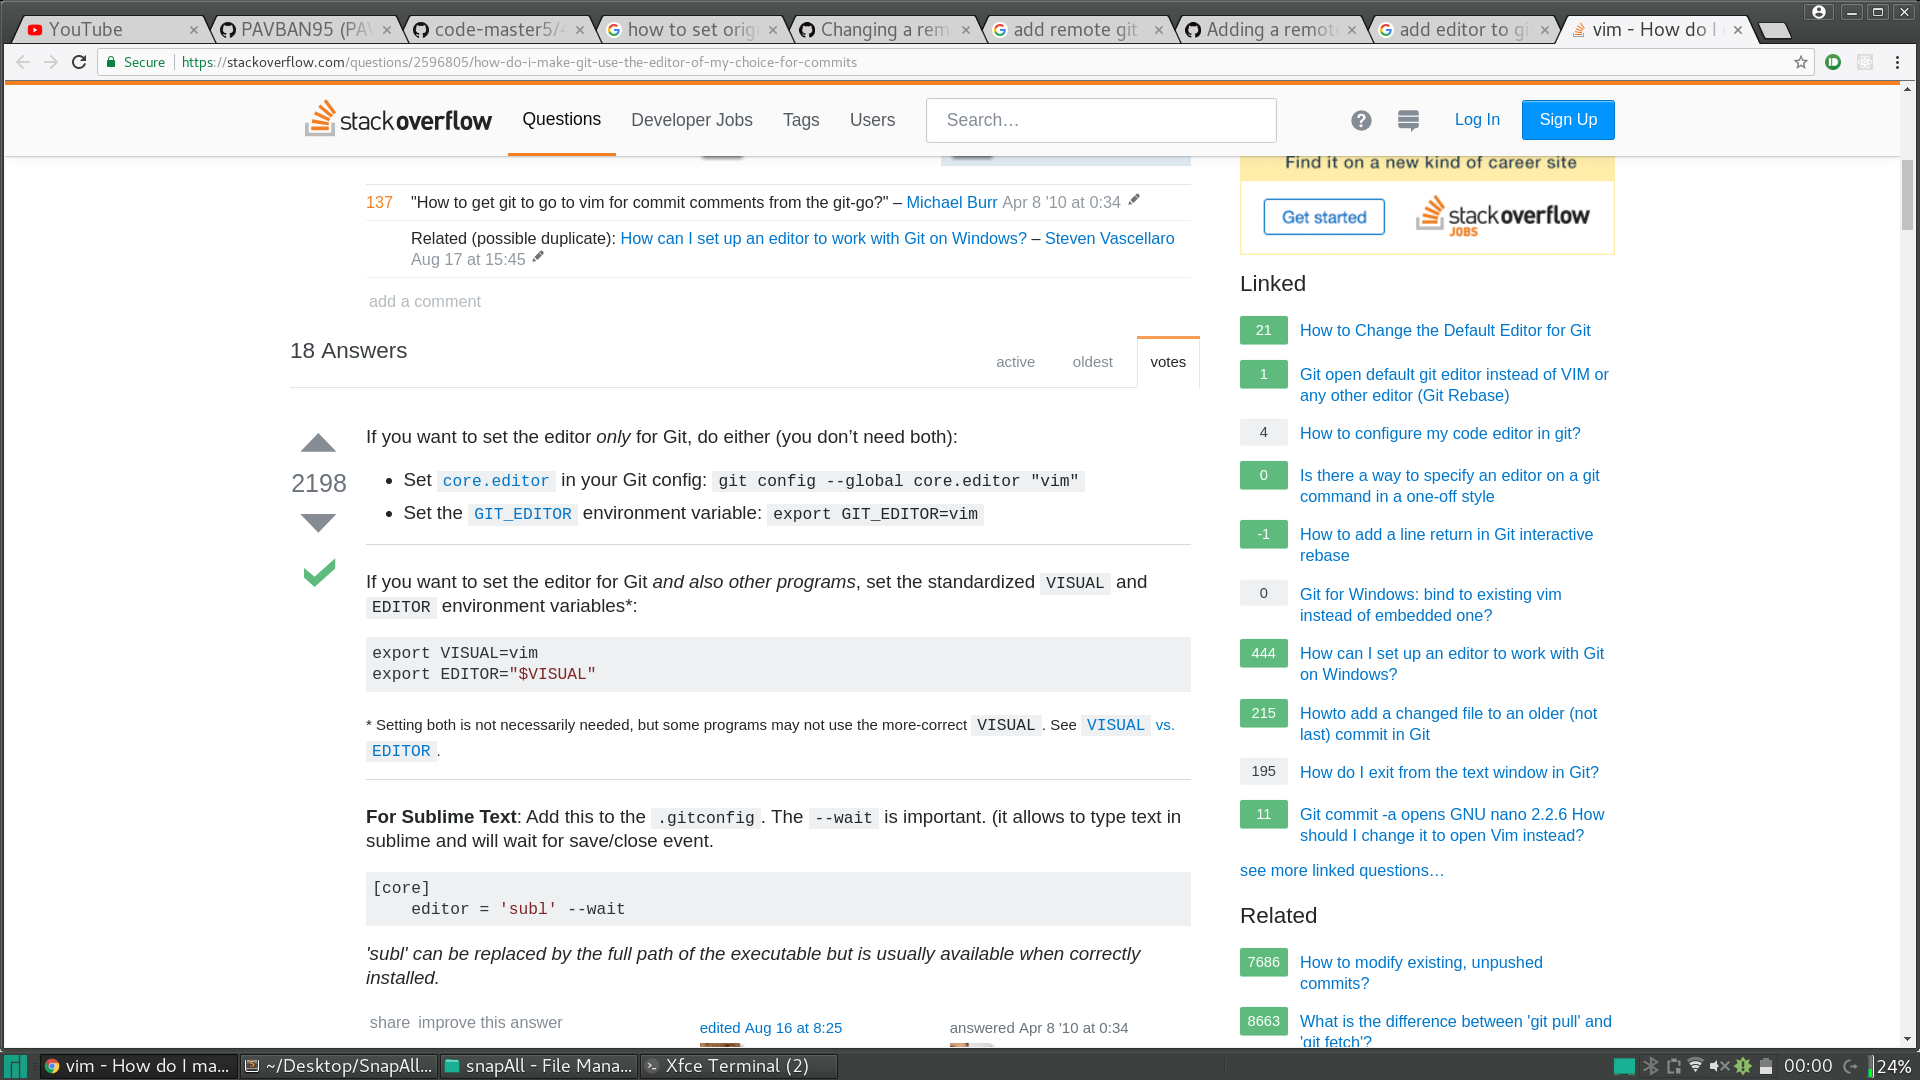 YouTube
PAVBAN95 (PAV
code-master5/4
how to set orig
Changing a rem
add remote git
Adding a remot
add editor to gi
vim - How do I
Secure
https://stackoverflow.com/questions/2596805/how-do-i-make-git-use-the-editor-of-my-choice-for-commits
stackoverflow
Questions
Developer Jobs
Tags
Users
Search…
Log In
Sign Up
137 "How to get git to go to vim for commit comments from the git-go?" – Michael Burr Apr 8 '10 at 0:34
Related (possible duplicate): How can I set up an editor to work with Git on Windows? – Steven Vascellaro
Aug 17 at 15:45
add a comment
18 Answers
active
oldest
votes
2198
If you want to set the editor only for Git, do either (you don’t need both):
• Set core.editor in your Git config: git config --global core.editor "vim"
• Set the GIT_EDITOR environment variable: export GIT_EDITOR=vim
If you want to set the editor for Git and also other programs, set the standardized VISUAL and
EDITOR environment variables*:
export VISUAL=vim
export EDITOR="$VISUAL"
* Setting both is not necessarily needed, but some programs may not use the more-correct VISUAL. See VISUAL vs.
EDITOR.
For Sublime Text: Add this to the .gitconfig. The --wait is important. (it allows to type text in
sublime and will wait for save/close event.
[core]
editor = 'subl' --wait
'subl' can be replaced by the full path of the executable but is usually available when correctly
installed.
share improve this answer
edited Aug 16 at 8:25
answered Apr 8 '10 at 0:34
Find it on a new kind of career site
Get started
stackoverflow
JOBS
Linked
21 How to Change the Default Editor for Git
1 Git open default git editor instead of VIM or
any other editor (Git Rebase)
4 How to configure my code editor in git?
0 Is there a way to specify an editor on a git
command in a one-off style
-1 How to add a line return in Git interactive
rebase
0 Git for Windows: bind to existing vim
instead of embedded one?
444 How can I set up an editor to work with Git
on Windows?
215 Howto add a changed file to an older (not
last) commit in Git
195 How do I exit from the text window in Git?
11 Git commit -a opens GNU nano 2.2.6 How
should I change it to open Vim instead?
see more linked questions…
Related
7686 How to modify existing, unpushed
commits?
8663 What is the difference between 'git pull' and
'git fetch'?
vim - How do I ma...
~/Desktop/SnapAll...
snapAll - File Mana...
Xfce Terminal (2)
00:00
24%